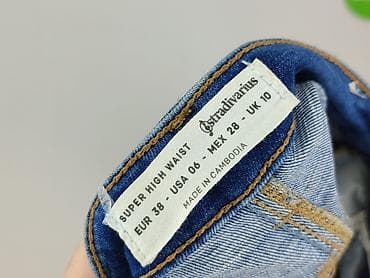 stradivarius
SUPER HIGH WAIST
EUR 38 - USA 06 - MEX 28 - UK 10
MADE IN CAMBODIA